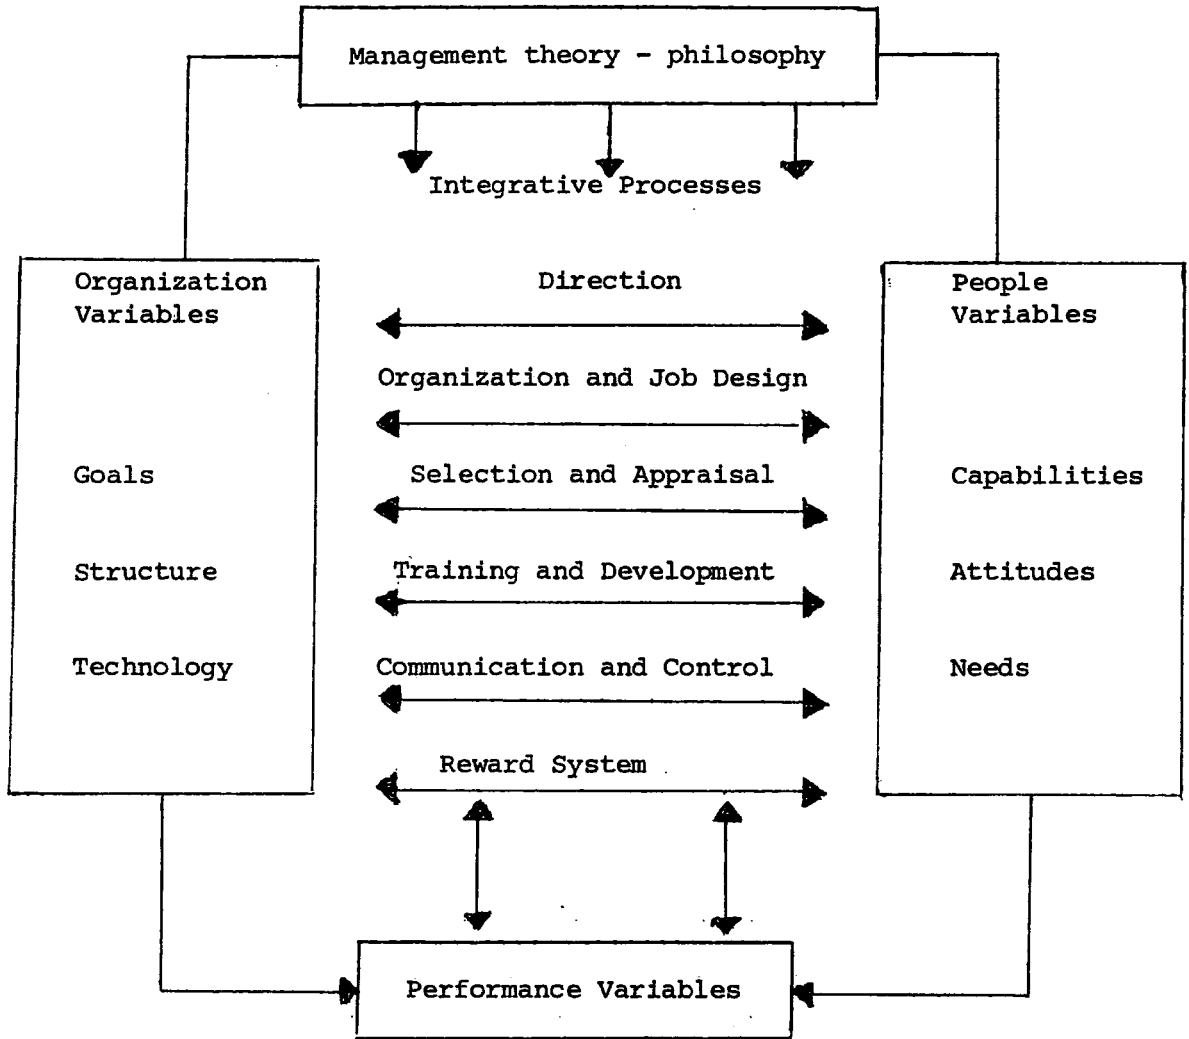 Management theory - philosophy
Integrative Processes
Organization
Variables
Goals
Structure
Technology
Direction
Organization and Job Design
Selection and Appraisal
Training and Development
Communication and Control
Reward System
People
Variables
Capabilities
Attitudes
Needs
Performance Variables